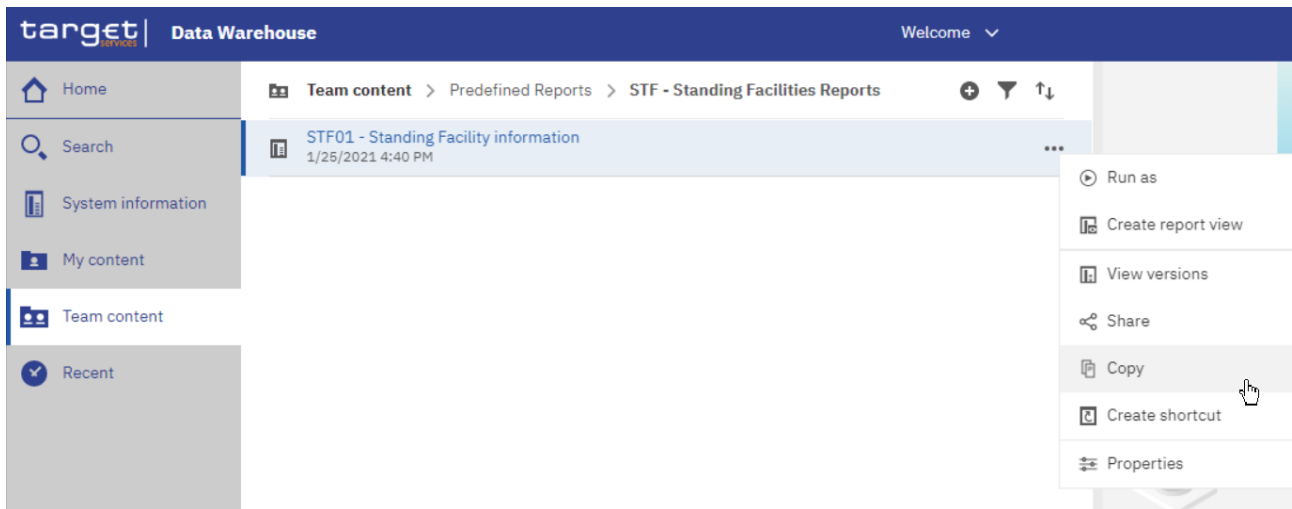 target services Data Warehouse Welcome
Home
Team content > Predefined Reports > STF - Standing Facilities Reports
Search
STF01 - Standing Facility information
1/25/2021 4:40 PM
System information
My content
Team content
Recent
Run as
Create report view
View versions
Share
Copy
Create shortcut
Properties